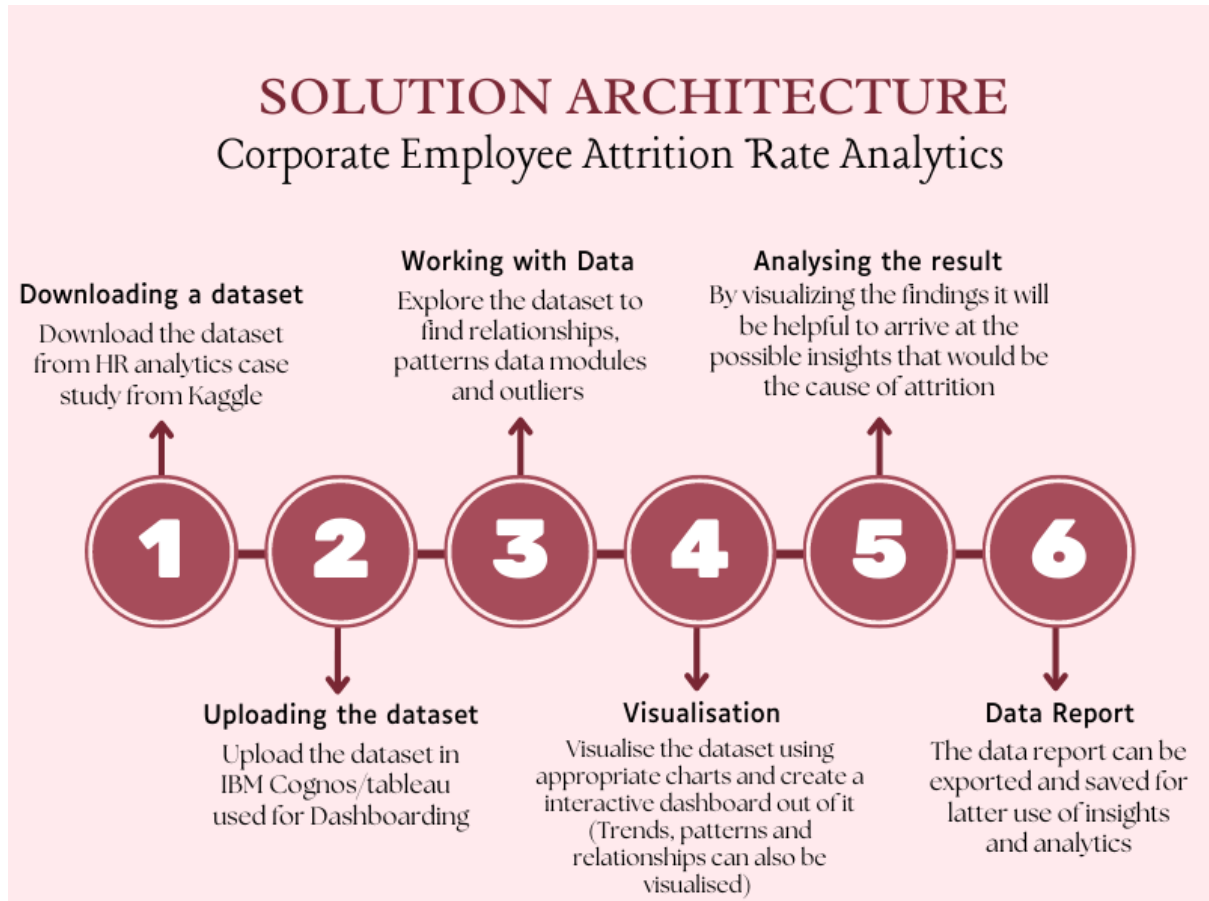 SOLUTION ARCHITECTURE
Corporate Employee Attrition Rate Analytics
Downloading a dataset
Download the dataset
from HR analytics case
study from Kaggle
Working with Data
Explore the dataset to
find relationships,
patterns data modules
and outliers
Analysing the result
By visualizing the findings it will
be helpful to arrive at the
possible insights that would be
the cause of attrition
1
2
3
4
5
6
Uploading the dataset
Upload the dataset in
IBM Cognos/tableau
used for Dashboarding
Visualisation
Visualise the dataset using
appropriate charts and create a
interactive dashboard out of it
(Trends, patterns and
relationships can also be
visualised)
Data Report
The data report can be
exported and saved for
latter use of insights
and analytics